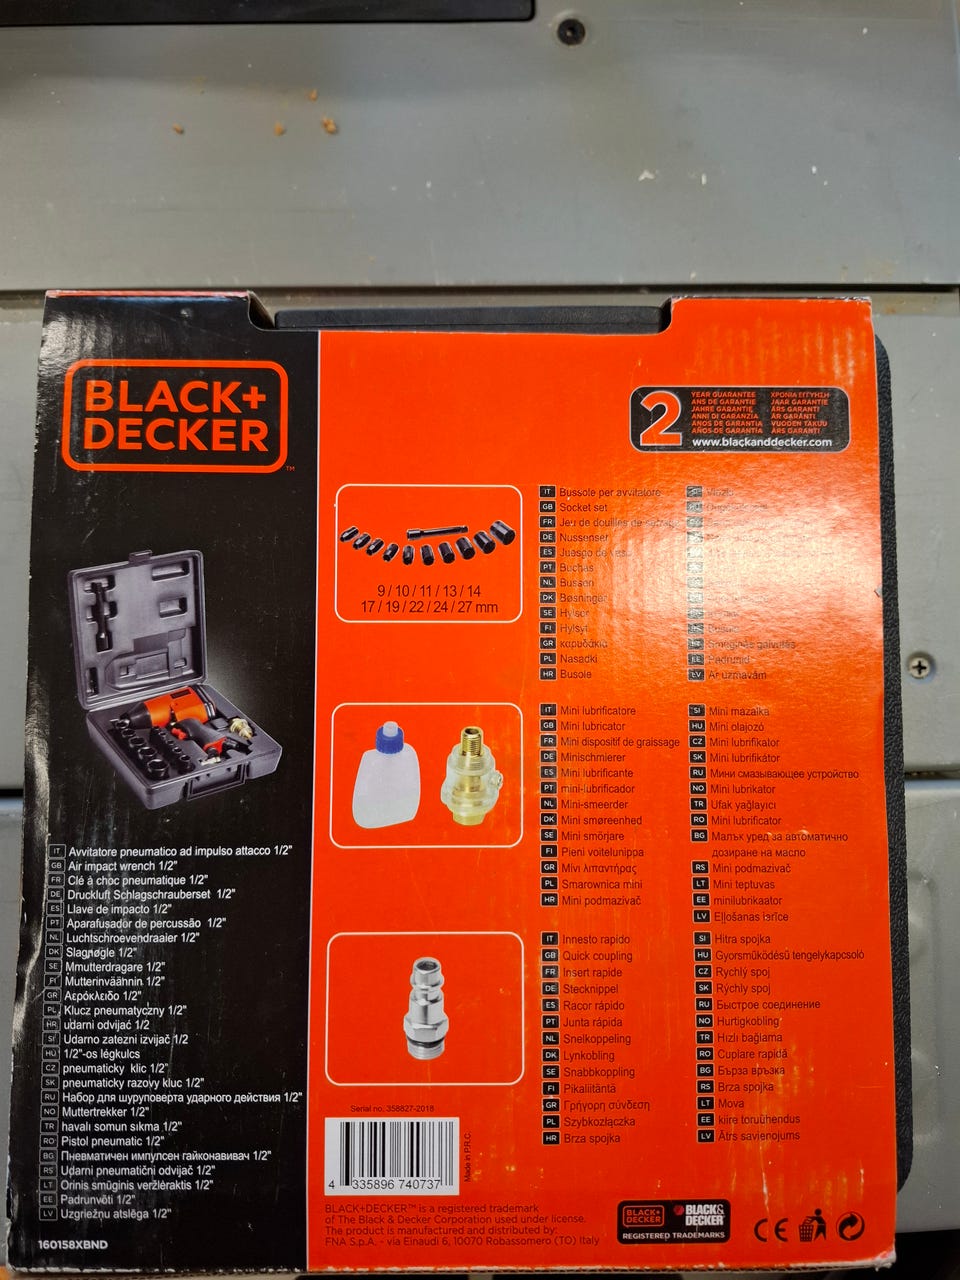 BLACK+
DECKER
TM
2
YEAR GUARANTEE
ANS DE GARANTIE
JAHRE GARANTIE
ANNI DI GARANZIA
ANOS DE GARANTIA
AÑOS DE GARANTÍA
ΧΡΟΝΙΑ ΕΓΓΥΗΣΗ
JAAR GARANTIE
ÅRS GARANTI
ÅR GARANTI
VUODEN TAKUU
ÅRS GARANTI
www.blackanddecker.com
9 / 10 / 11 / 13 / 14
17 / 19 / 22 / 24 / 27 mm
IT Bussole per avvitatore
GB Socket set
FR Jeu de douilles de
DE Nussenset
ES Juesgo de vaso
PT Buchas
NL Bussen
DK Bøsninger
SE Hylsor
FI Hylsyt
GR καρυδάκια
PL Nasadki
HR Busole
LT Smūginės galvutės
EE Padrunid
LV Ar uzmavām
IT Mini lubrificatore
GB Mini lubricator
FR Mini dispositif de graissage
DE Minischmierer
ES Mini lubrificante
PT mini-lubrificador
NL Mini-smeerder
DK Mini smøreenhed
SE Mini smörjare
FI Pieni voitelunippa
GR Μίνι λιπαντήρας
PL Smarownica mini
HR Mini podmazivač
SI Mini mazalka
HU Mini olajozó
CZ Mini lubrifikátor
SK Mini lubrifikátor
RU Мини смазывающее устройство
NO Mini lubrikator
TR Ufak yağlayıcı
RO Mini lubrificator
BG Малък уред за автоматично
дозиране на масло
RS Mini podmazivač
LT Mini teptuvas
EE minilubrikaator
LV Eļļošanas ierīce
IT Innesto rapido
GB Quick coupling
FR Insert rapide
DE Stecknippel
ES Racor rápido
PT Junta rápida
NL Snelkoppeling
DK Lynkobling
SE Snabbkoppling
FI Pikaliitäntä
GR Γρήγορη σύνδεση
PL Szybkozłączka
HR Brza spojka
SI Hitra spojka
HU Gyorsműködésű tengelykapcsoló
CZ Rychlý spoj
SK Rýchly spoj
RU Быстрое соединение
NO Hurtigkobling
TR Hızlı bağlama
RO Cuplare rapidă
BG Бърза връзка
RS Brza spojka
LT Mova
EE kiire toruühendus
LV Ātrs savienojums
IT Avvitatore pneumatico ad impulso attacco 1/2"
GB Air impact wrench 1/2"
FR Clé à choc pneumatique 1/2"
DE Druckluft Schlagschrauberset 1/2"
ES Llave de impacto 1/2"
PT Aparafusador de percussão 1/2"
NL Luchtschroevendraaier 1/2"
DK Slagnøgle 1/2"
SE Mmutterdragare 1/2"
FI Mutterinväähnin 1/2"
GR Αερόκλειδο 1/2"
PL Klucz pneumatyczny 1/2"
HR udarni odvijač 1/2
SI Udarno zatezni izvijač 1/2
HU 1/2"-os légkulcs
CZ pneumaticky klic 1/2"
SK pneumaticky razovy kluc 1/2"
RU Набор для шуруповерта ударного действия 1/2"
NO Muttertrekker 1/2"
TR havalı somun sıkma 1/2"
RO Pistol pneumatic 1/2"
BG Пневматичен импулсен гайконавивач 1/2"
RS Udarni pneumatični odvijač 1/2"
LT Orinis smūginis veržlėraktis 1/2"
EE Padrunvõti 1/2"
LV Uzgriežņu atslēga 1/2"
160158XBND
Serial no. 358827-2018
4 335896 740737
Made in P.R.C.
BLACK+DECKER™ is a registered trademark
of The Black & Decker Corporation used under license.
The product is manufactured and distributed by:
FNA S.p.A. - via Einaudi 6, 10070 Robassomero (TO) Italy
BLACK+
DECKER
BLACK&
DECKER
REGISTERED TRADEMARKS
CE